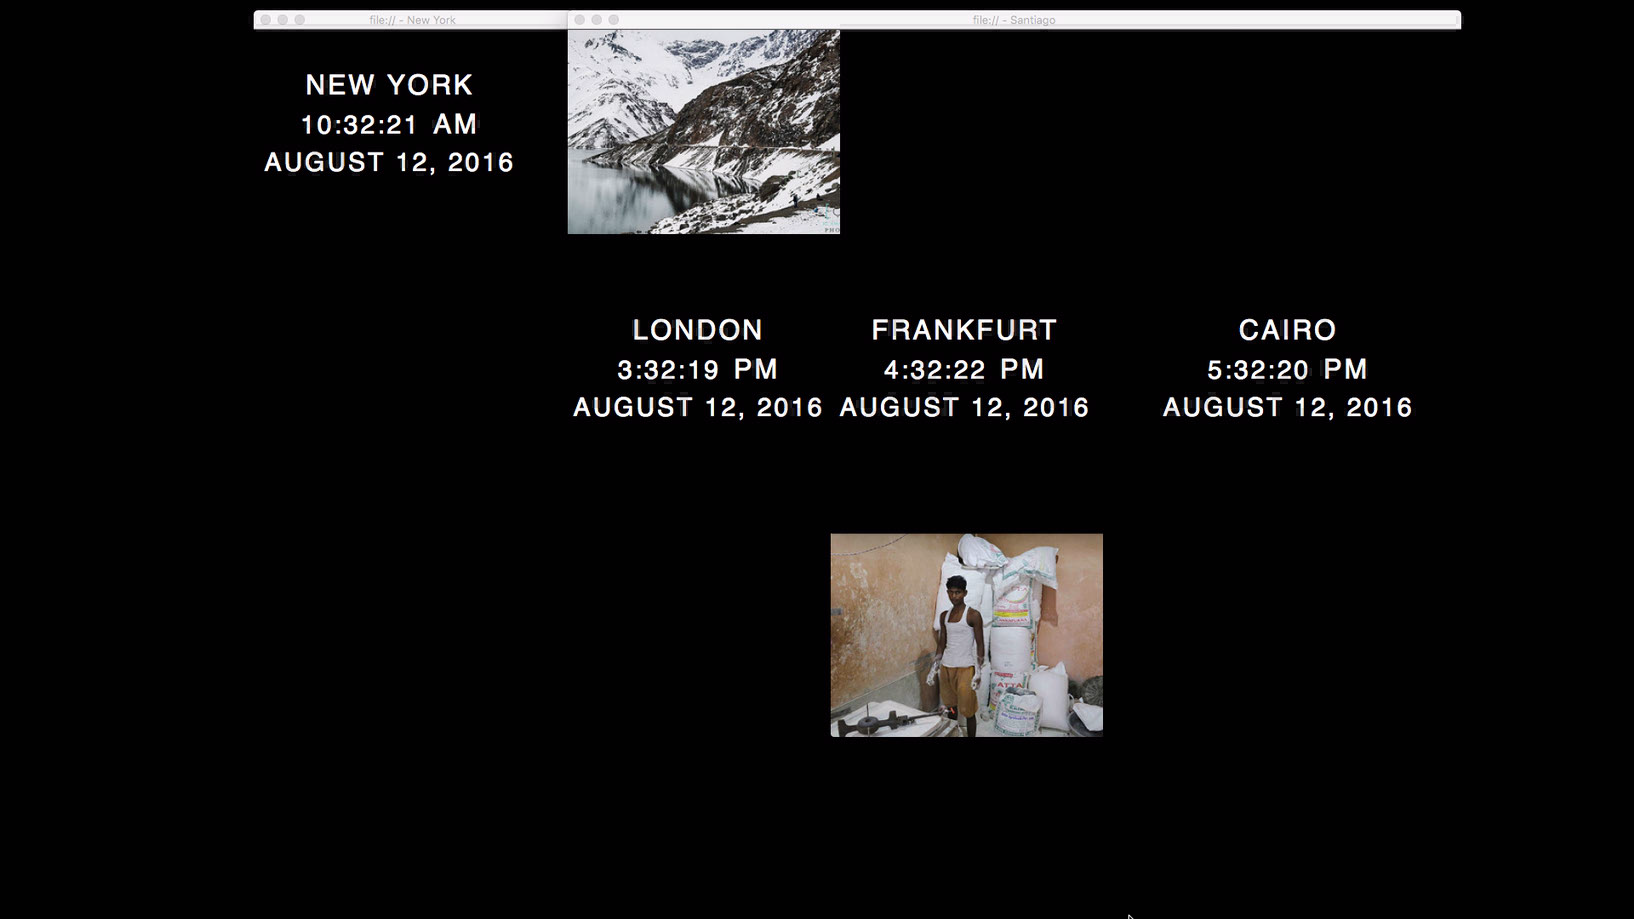 file:// - New York
file:// - Santiago
NEW YORK
10:32:21 AM
AUGUST 12, 2016
PHO
LONDON
3:32:19 PM
AUGUST 12, 2016
FRANKFURT
4:32:22 PM
AUGUST 12, 2016
CAIRO
5:32:20 PM
AUGUST 12, 2016
ATTA